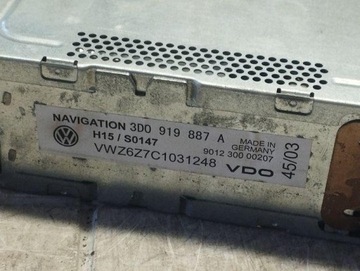 NAVIGATION 3D0 919 887 A
H15 / S0147
MADE IN
GERMANY
9012 300 00207
VWZ6Z7C1031248
VDO
45/03